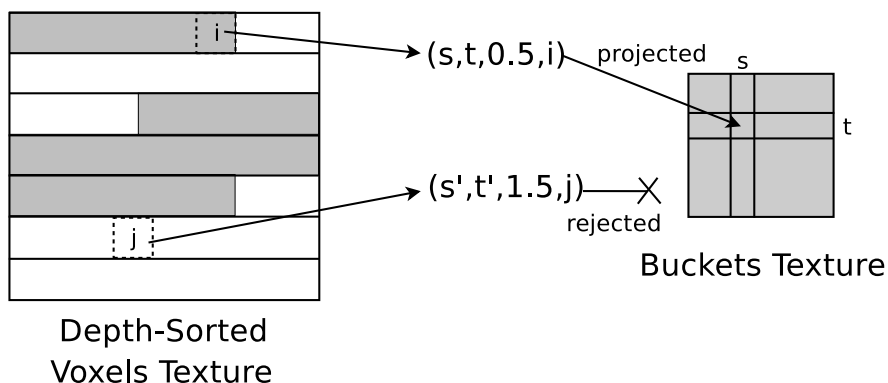 i
(s,t,0.5,i)
projected
s
t
(s',t',1.5,j)
rejected
j
Buckets Texture
Depth-Sorted
Voxels Texture